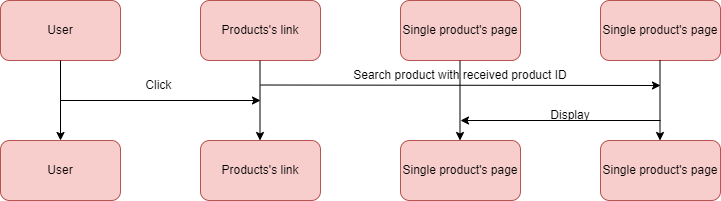 User
Products's link
Single product's page
Single product's page
Search product with received product ID
Click
Display
User
Products's link
Single product's page
Single product's page